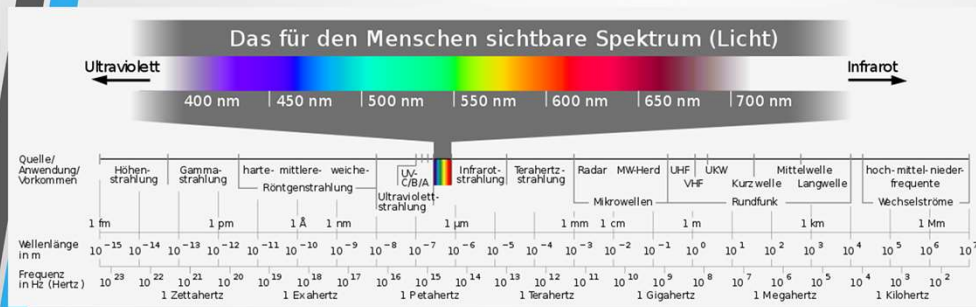 Das für den Menschen sichtbare Spektrum (Licht)
Ultraviolett
Infrarot
400 nm 450 nm 500 nm 550 nm 600 nm 650 nm 700 nm
Quelle/
Anwendung/
Vorkommen
Höhen-
strahlung
Gamma-
strahlung
harte- mittlere- weiche-
Röntgenstrahlung
UV-
C/B/A
Ultraviolett-
strahlung
Infrarot-
strahlung
Terahertz-
strahlung
Radar MW-Herd
Mikrowellen
UHF UKW
VHF
Mittelwelle
Kurzwelle Langwelle
Rundfunk
hoch- mittel- nieder-
frequente
Wechselströme
1 fm 1 pm 1 Å 1 nm 1 µm 1 mm 1 cm 1 m 1 km 1 Mm
Wellenlänge
in m
10⁻¹⁵ 10⁻¹⁴ 10⁻¹³ 10⁻¹² 10⁻¹¹ 10⁻¹⁰ 10⁻⁹ 10⁻⁸ 10⁻⁷ 10⁻⁶ 10⁻⁵ 10⁻⁴ 10⁻³ 10⁻² 10⁻¹ 10⁰ 10¹ 10² 10³ 10⁴ 10⁵ 10⁶
Frequenz
in Hz (Hertz)
10²³ 10²² 10²¹ 10²⁰ 10¹⁹ 10¹⁸ 10¹⁷ 10¹⁶ 10¹⁵ 10¹⁴ 10¹³ 10¹² 10¹¹ 10¹⁰ 10⁹ 10⁸ 10⁷ 10⁶ 10⁵ 10⁴ 10³ 10²
1 Zettahertz 1 Exahertz 1 Petahertz 1 Terahertz 1 Gigahertz 1 Megahertz 1 Kilohertz